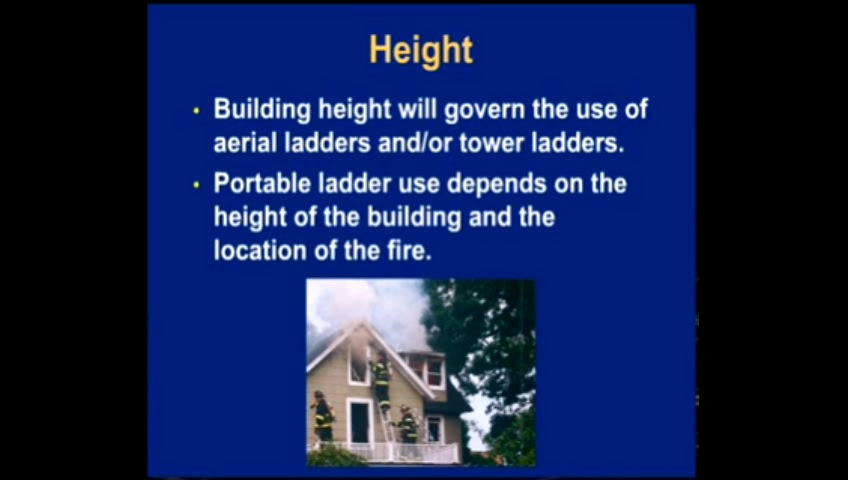 Height
• Building height will govern the use of
aerial ladders and/or tower ladders.
• Portable ladder use depends on the
height of the building and the
location of the fire.